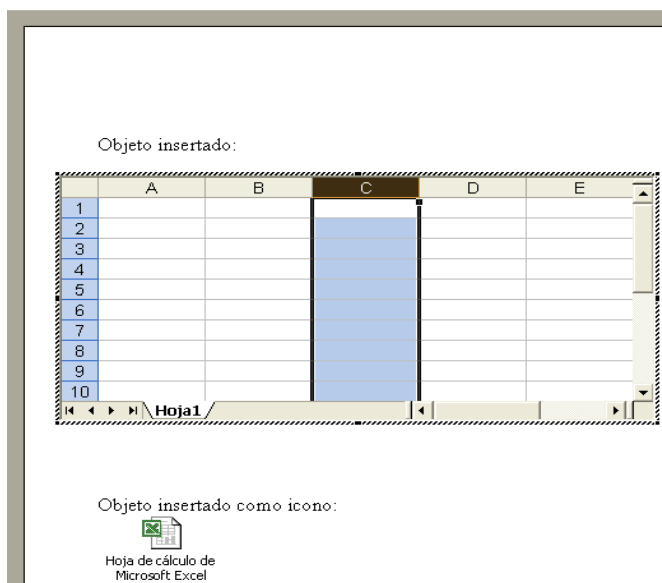 Objeto insertado:
A B C D E
1
2
3
4
5
6
7
8
9
10
Hoja1
Objeto insertado como icono:
Hoja de cálculo de
Microsoft Excel